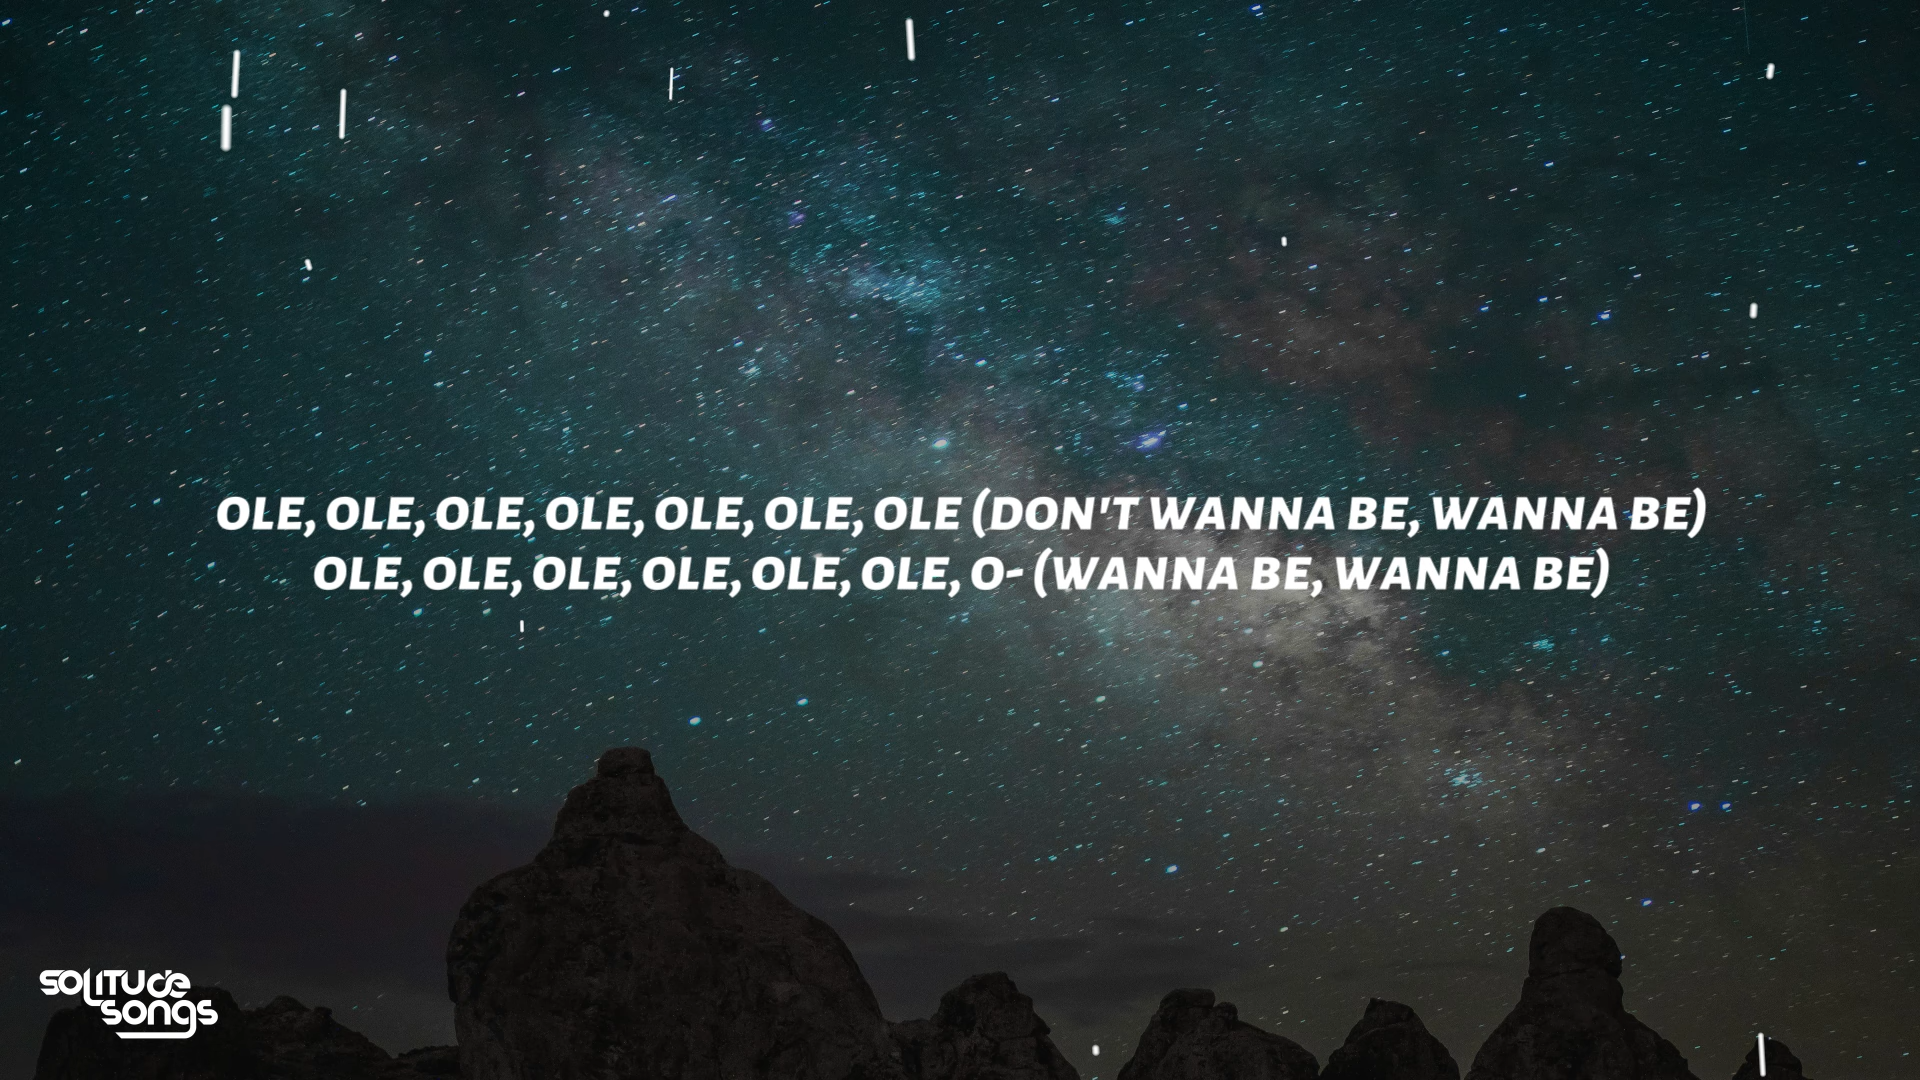 OLE, OLE, OLE, OLE, OLE, OLE, OLE (DON'T WANNA BE, WANNA BE)
OLE, OLE, OLE, OLE, OLE, OLE, O- (WANNA BE, WANNA BE)
solitude
songs